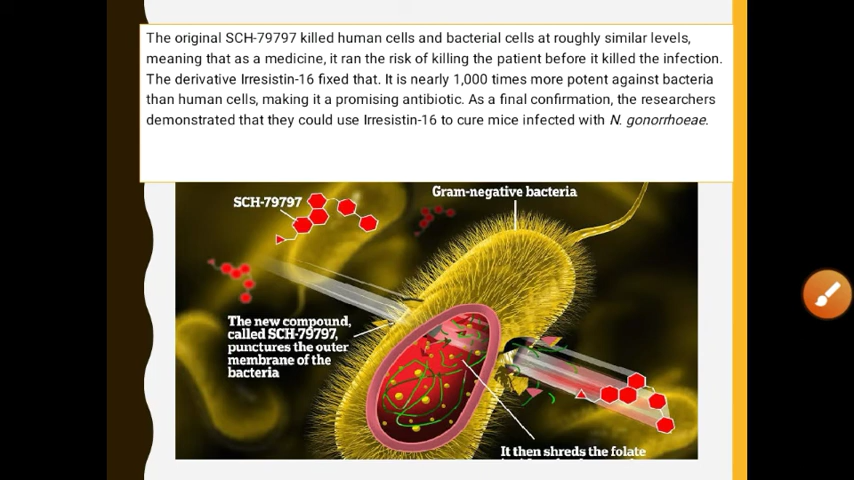 The original SCH-79797 killed human cells and bacterial cells at roughly similar levels,
meaning that as a medicine, it ran the risk of killing the patient before it killed the infection.
The derivative Irresistin-16 fixed that. It is nearly 1,000 times more potent against bacteria
than human cells, making it a promising antibiotic. As a final confirmation, the researchers
demonstrated that they could use Irresistin-16 to cure mice infected with N. gonorrhoeae.
SCH-79797
Gram-negative bacteria
The new compound,
called SCH-79797,
punctures the outer
membrane of the
bacteria
It then shreds the folate